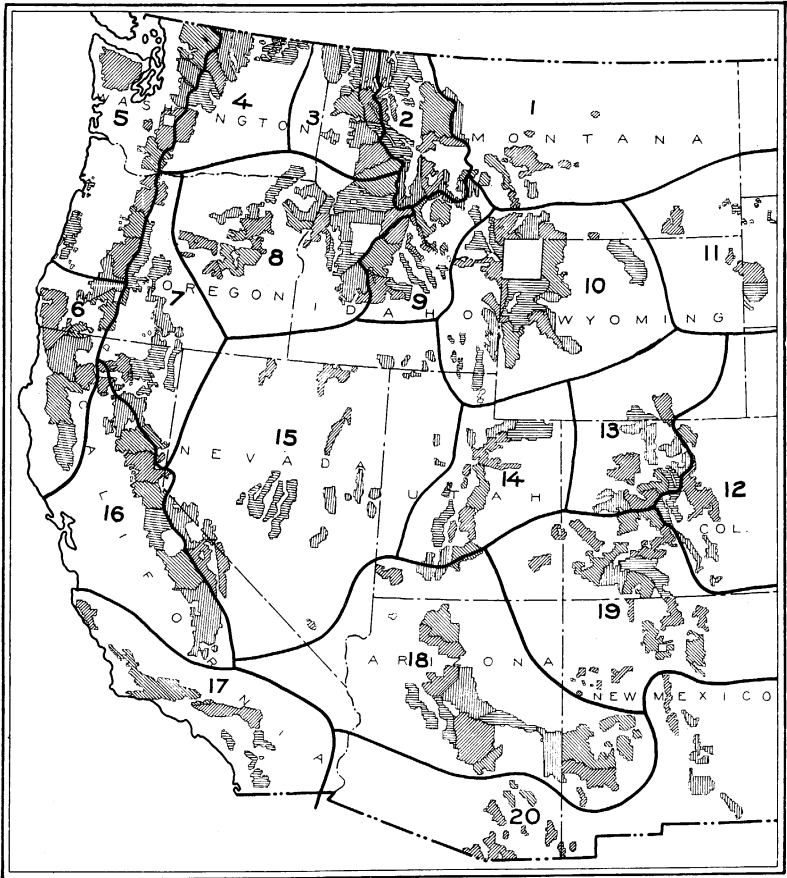 1
2
3
4
5
WASHINGTON
MONTANA
6
7
8
9
10
11
OREGON
IDAHO
WYOMING
12
13
14
15
16
NEVADA
UTAH
COL.
CALIFORNIA
17
18
19
ARIZONA
NEW MEXICO
20